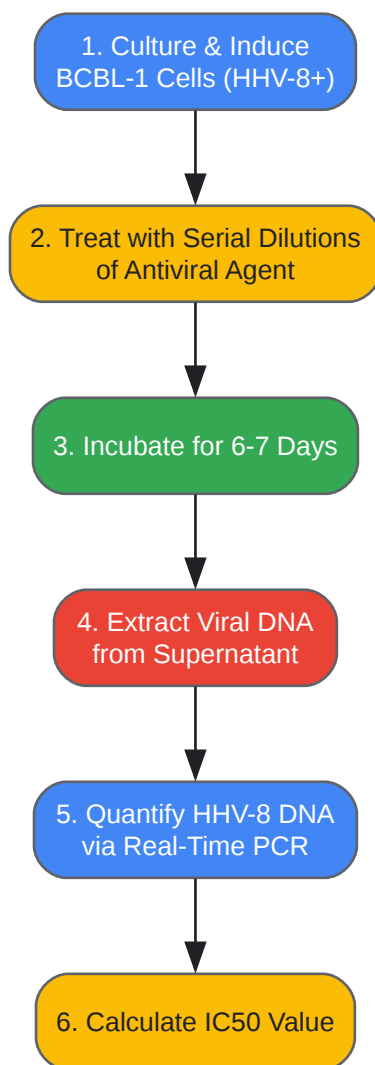 1. Culture & Induce
BCBL-1 Cells (HHV-8+)
2. Treat with Serial Dilutions
of Antiviral Agent
3. Incubate for 6-7 Days
4. Extract Viral DNA
from Supernatant
5. Quantify HHV-8 DNA
via Real-Time PCR
6. Calculate IC50 Value